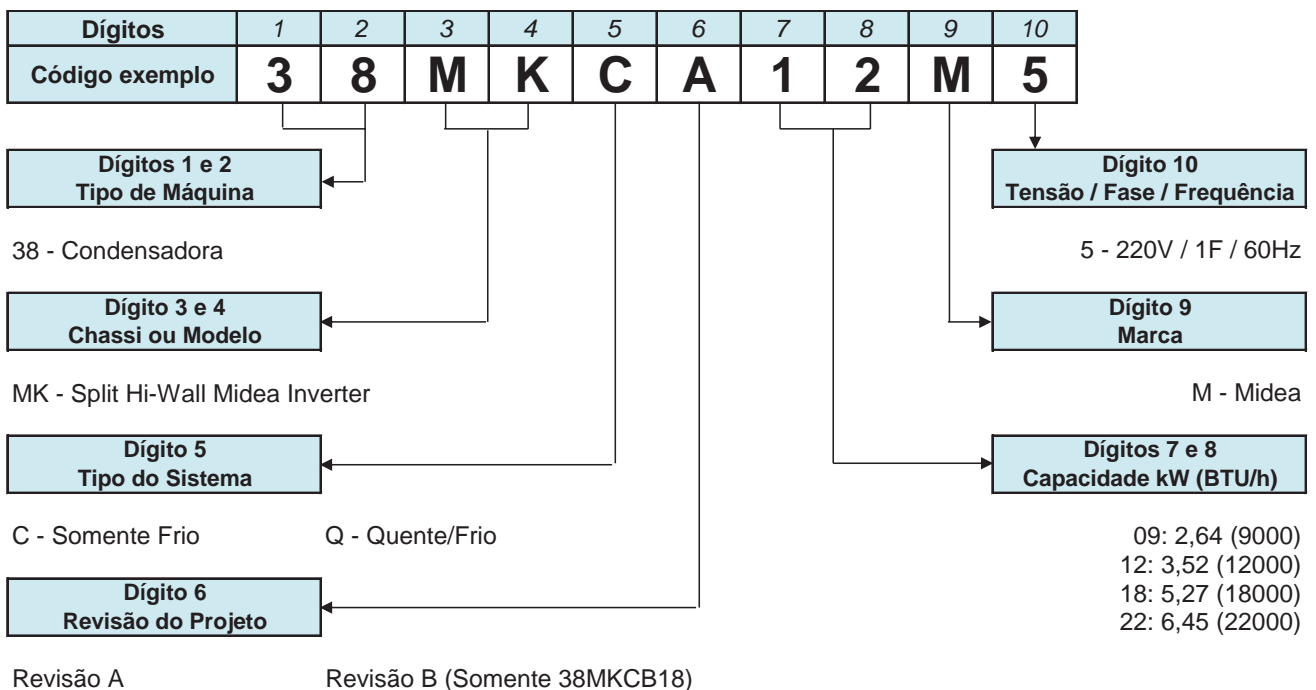 Dígitos 1 2 3 4 5 6 7 8 9 10
Código exemplo 3 8 M K C A 1 2 M 5
Dígitos 1 e 2
Tipo de Máquina
38 - Condensadora
Dígito 10
Tensão / Fase / Frequência
5 - 220V / 1F / 60Hz
Dígito 3 e 4
Chassi ou Modelo
MK - Split Hi-Wall Midea Inverter
Dígito 9
Marca
M - Midea
Dígito 5
Tipo do Sistema
C - Somente Frio Q - Quente/Frio
Dígitos 7 e 8
Capacidade kW (BTU/h)
09: 2,64 (9000)
12: 3,52 (12000)
18: 5,27 (18000)
22: 6,45 (22000)
Dígito 6
Revisão do Projeto
Revisão A Revisão B (Somente 38MKCB18)